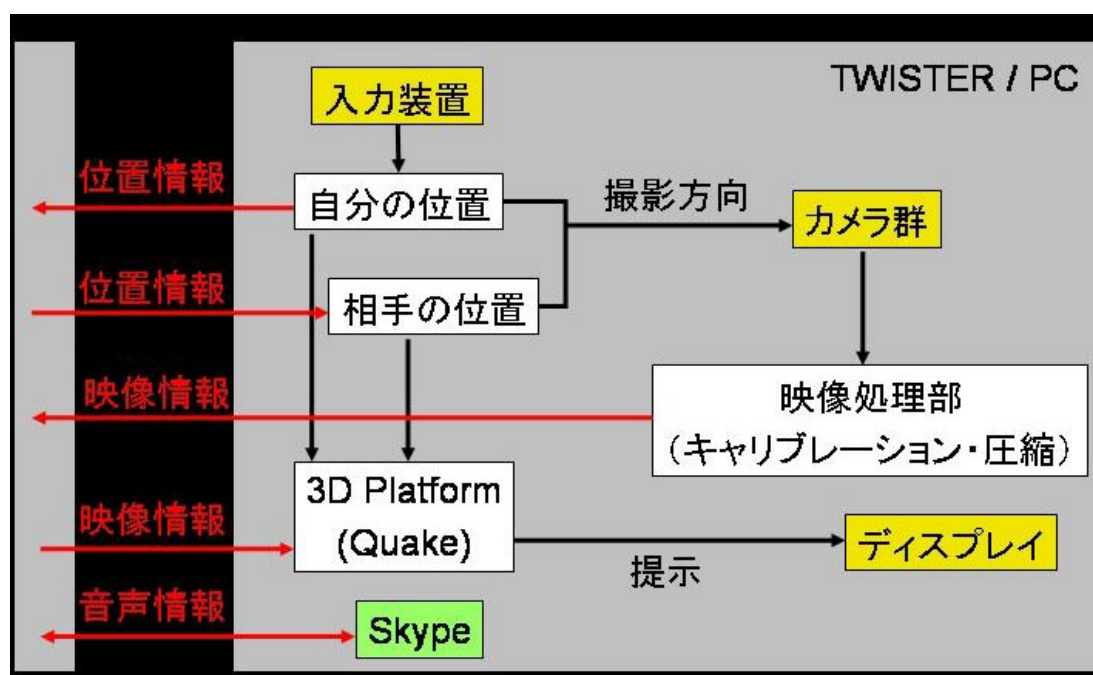 TWISTER / PC
入力装置
位置情報
自分の位置
撮影方向
カメラ群
位置情報
相手の位置
映像情報
映像処理部
（キャリブレーション・圧縮）
3D Platform
(Quake)
映像情報
提示
ディスプレイ
音声情報
Skype